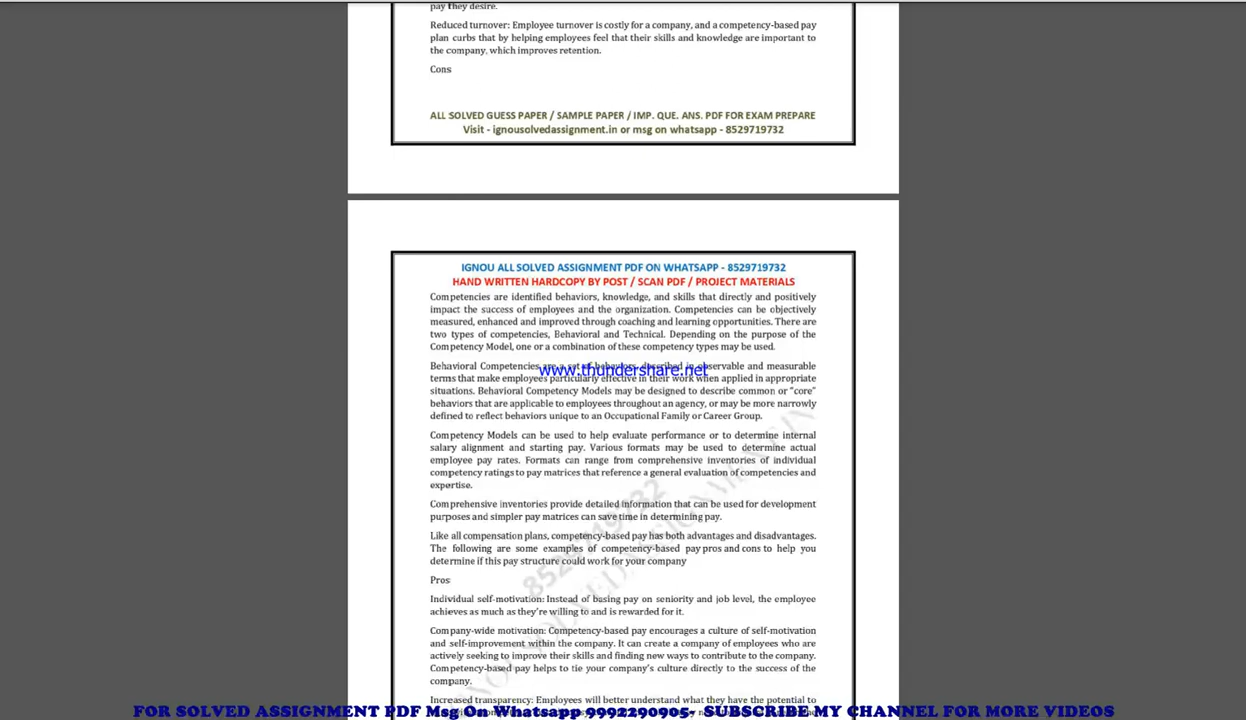 pay they desire.
Reduced turnover: Employee turnover is costly for a company, and a competency-based pay
plan curbs that by helping employees feel that their skills and knowledge are important to
the company, which improves retention.
Cons
ALL SOLVED GUESS PAPER / SAMPLE PAPER / IMP. QUE. ANS. PDF FOR EXAM PREPARE
Visit - ignousolvedassignment.in or msg on whatsapp - 8529719732
IGNOU ALL SOLVED ASSIGNMENT PDF ON WHATSAPP - 8529719732
HAND WRITTEN HARDCOPY BY POST / SCAN PDF / PROJECT MATERIALS
Competencies are identified behaviors, knowledge, and skills that directly and positively
impact the success of employees and the organization. Competencies can be objectively
measured, enhanced and improved through coaching and learning opportunities. There are
two types of competencies, Behavioral and Technical. Depending on the purpose of the
Competency Model, one or a combination of these competency types may be used.
Behavioral Competencies are a set of behaviors, described in observable and measurable
www.thundershare.net
terms that make employees particularly effective in their work when applied in appropriate
situations. Behavioral Competency Models may be designed to describe common or “core”
behaviors that are applicable to employees throughout an agency, or may be more narrowly
defined to reflect behaviors unique to an Occupational Family or Career Group.
Competency Models can be used to help evaluate performance or to determine internal
salary alignment and starting pay. Various formats may be used to determine actual
employee pay rates. Formats can range from comprehensive inventories of individual
competency ratings to pay matrices that reference a general evaluation of competencies and
expertise.
Comprehensive inventories provide detailed information that can be used for development
purposes and simpler pay matrices can save time in determining pay.
Like all compensation plans, competency-based pay has both advantages and disadvantages.
The following are some examples of competency-based pay pros and cons to help you
determine if this pay structure could work for your company
Pros
Individual self-motivation: Instead of basing pay on seniority and job level, the employee
achieves as much as they’re willing to and is rewarded for it.
Company-wide motivation: Competency-based pay encourages a culture of self-motivation
and self-improvement within the company. It can create a company of employees who are
actively seeking to improve their skills and finding new ways to contribute to the company.
Competency-based pay helps to tie your company’s culture directly to the success of the
company.
Increased transparency: Employees will better understand what they have the potential to
8529719732
FOR SOLVED ASSIGNMENT PDF Msg On Whatsapp 9992290905- SUBSCRIBE MY CHANNEL FOR MORE VIDEOS